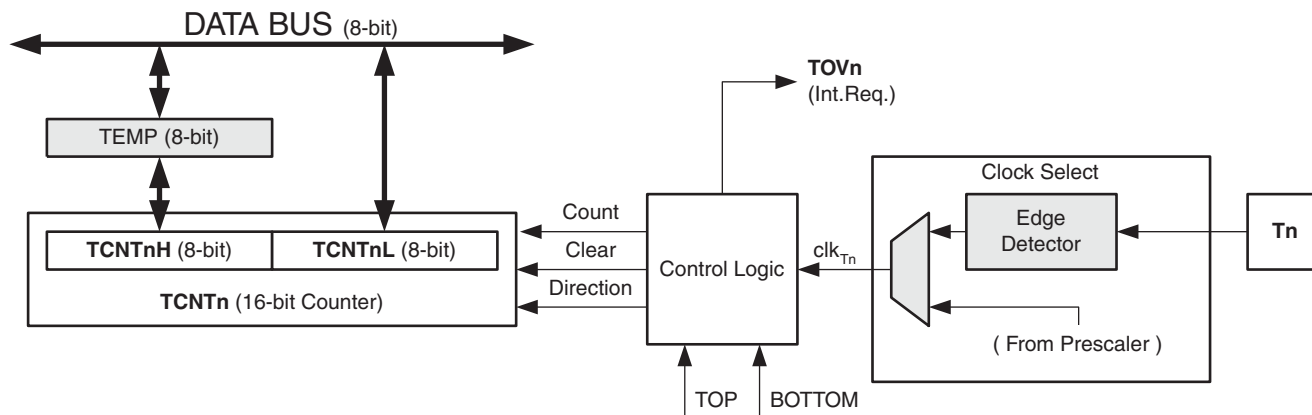 DATA BUS (8-bit)
TEMP (8-bit)
TCNTnH (8-bit)
TCNTnL (8-bit)
TCNTn (16-bit Counter)
Count
Clear
Direction
Control Logic
TOVn
(Int.Req.)
TOP
BOTTOM
clkTn
Clock Select
Edge
Detector
( From Prescaler )
Tn